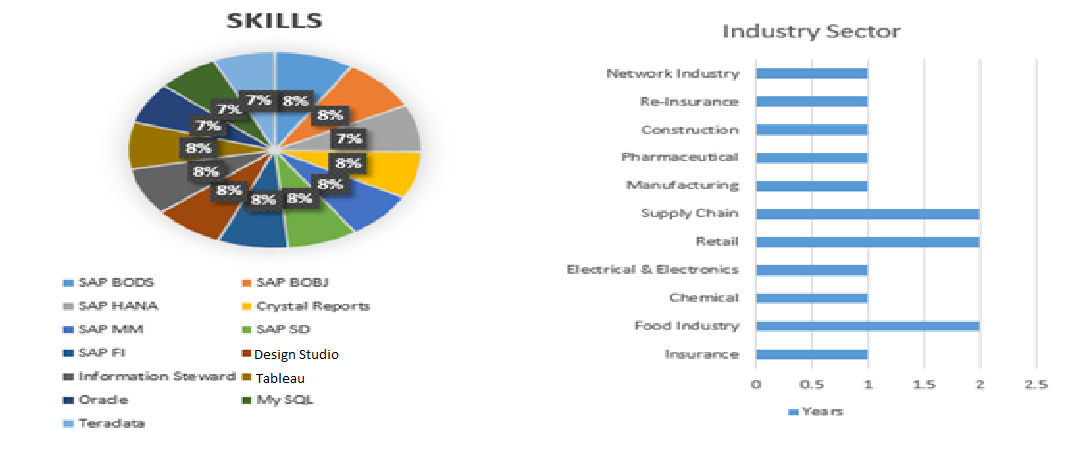 SKILLS
7% 8%
7% 8%
7% 7%
8% 8%
8% 8%
8% 8% 8%
SAP BODS SAP BOBJ
SAP HANA Crystal Reports
SAP MM SAP SD
SAP FI Design Studio
Information Steward Tableau
Oracle My SQL
Teradata
Industry Sector
Network Industry
Re-Insurance
Construction
Pharmaceutical
Manufacturing
Supply Chain
Retail
Electrical & Electronics
Chemical
Food Industry
Insurance
0 0.5 1 1.5 2 2.5
Years